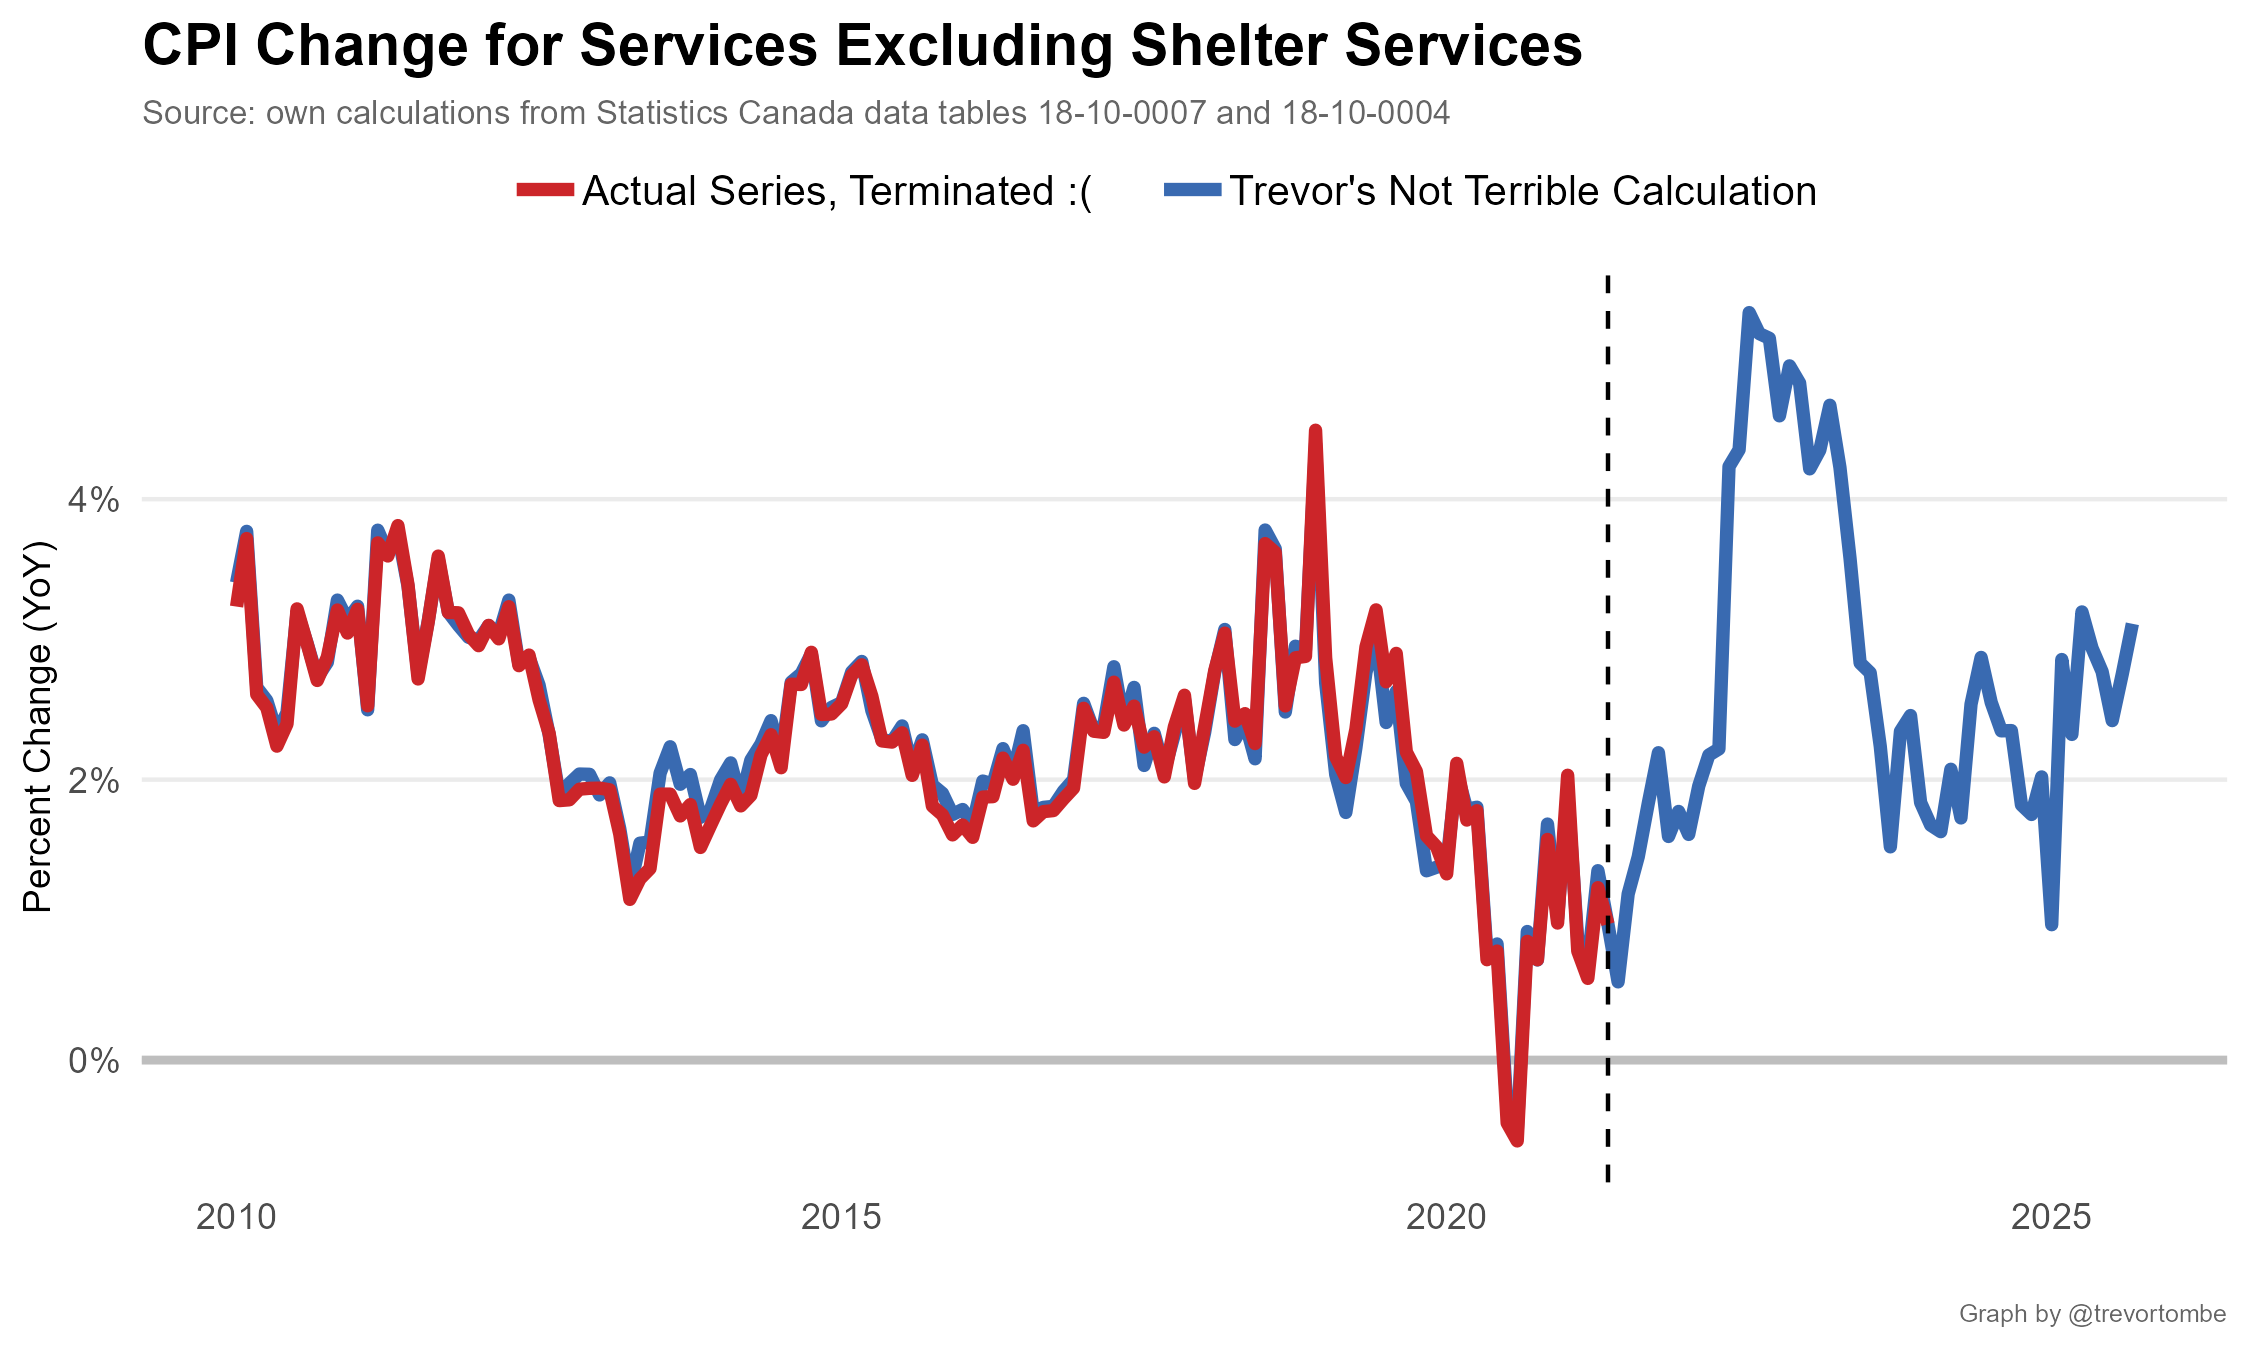 CPI Change for Services Excluding Shelter Services
Source: own calculations from Statistics Canada data tables 18-10-0007 and 18-10-0004
Actual Series, Terminated :(
Trevor's Not Terrible Calculation
Percent Change (YoY)
4%
2%
0%
2010
2015
2020
2025
Graph by @trevortombe